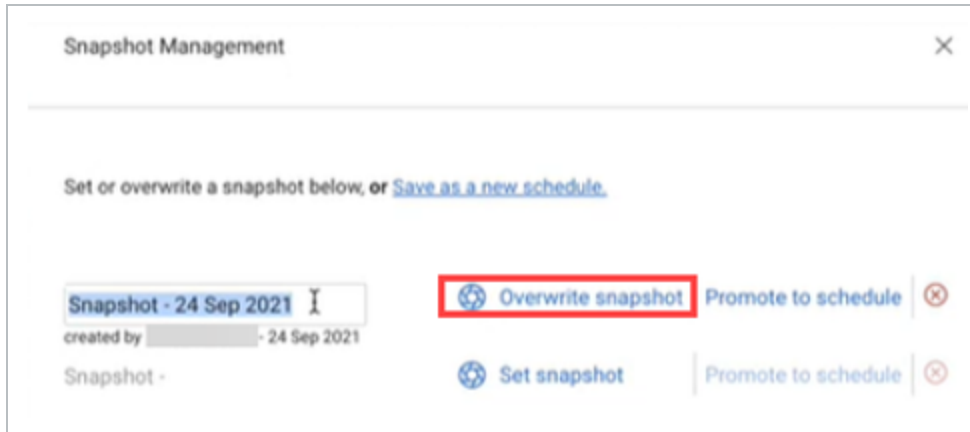 Snapshot Management
Set or overwrite a snapshot below, or Save as a new schedule.
Snapshot - 24 Sep 2021 Overwrite snapshot Promote to schedule
created by - 24 Sep 2021
Snapshot - Set snapshot Promote to schedule